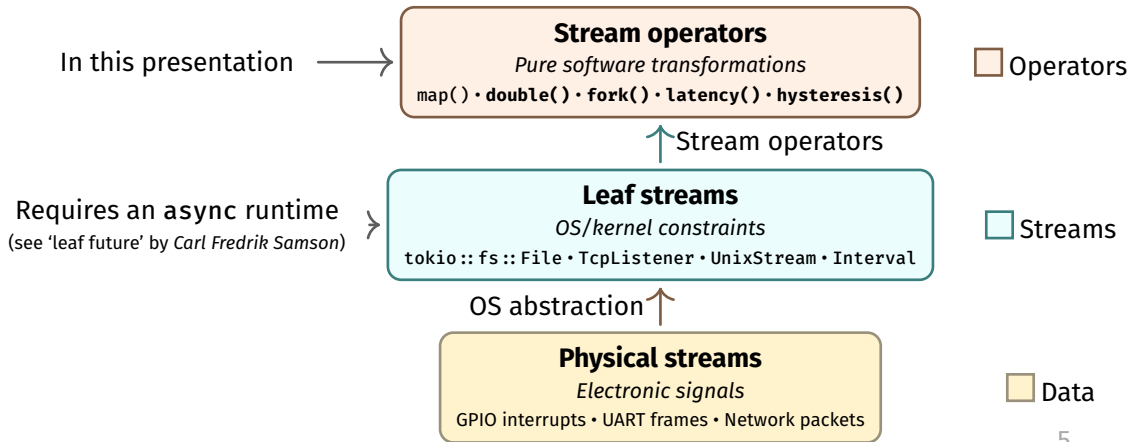 Stream operators
In this presentation
Pure software transformations
map() • double() • fork() • latency() • hysteresis()
Operators
Stream operators
Leaf streams
Requires an async runtime
(see ‘leaf future’ by Carl Fredrik Samson)
OS/kernel constraints
tokio::fs::File • TcpListener • UnixStream • Interval
Streams
OS abstraction
Physical streams
Electronic signals
GPIO interrupts • UART frames • Network packets
Data
5